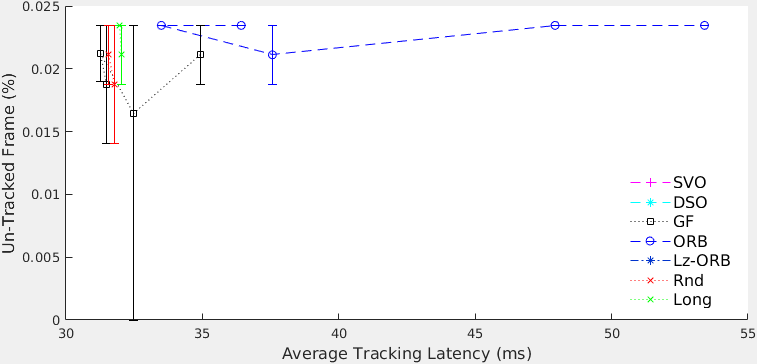 0.025
0.02
0.015
0.01
0.005
0
Un-Tracked Frame (%)
30 35 40 45 50 55
Average Tracking Latency (ms)
SVO
DSO
GF
ORB
Lz-ORB
Rnd
Long